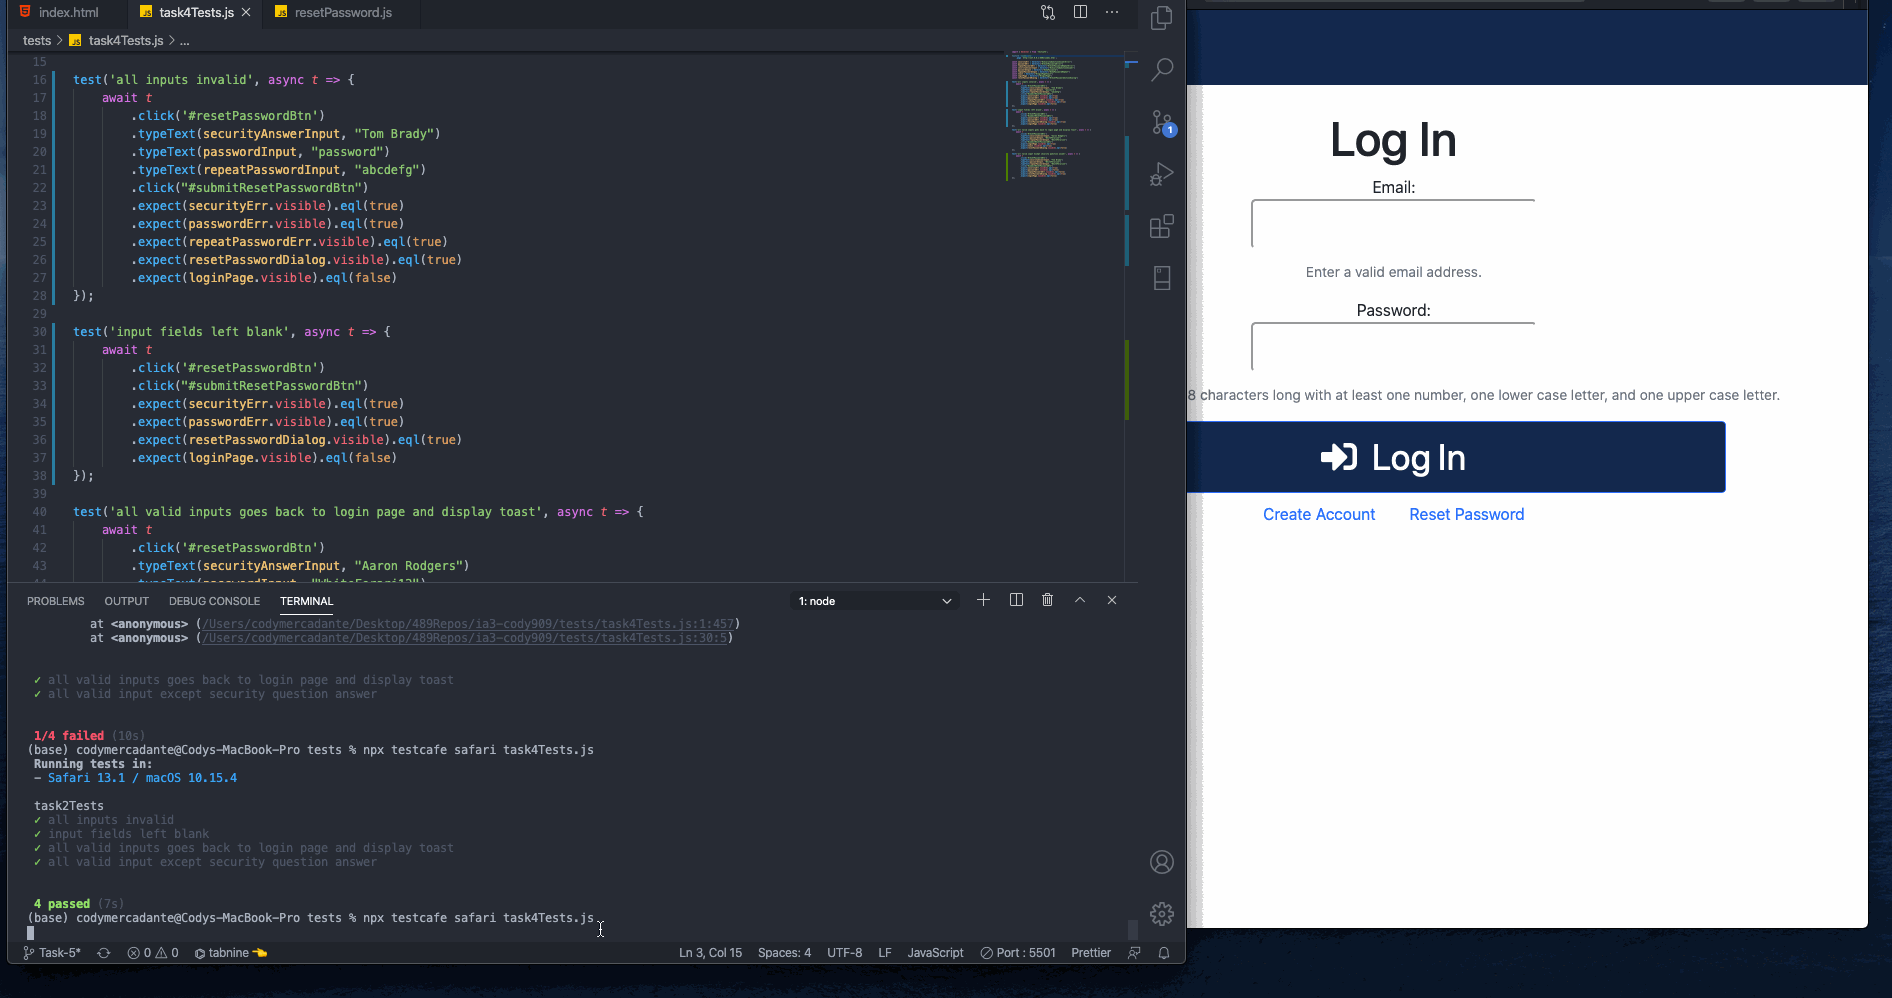 index.html
task4Tests.js
resetPassword.js
tests > task4Tests.js > ...
15
16 test('all inputs invalid', async t => {
17 await t
18 .click('#resetPasswordBtn')
19 .typeText(securityAnswerInput, "Tom Brady")
20 .typeText(passwordInput, "password")
21 .typeText(repeatPasswordInput, "abcdefg")
22 .click("#submitResetPasswordBtn")
23 .expect(securityErr.visible).eql(true)
24 .expect(passwordErr.visible).eql(true)
25 .expect(repeatPasswordErr.visible).eql(true)
26 .expect(resetPasswordDialog.visible).eql(true)
27 .expect(loginPage.visible).eql(false)
28 });
29
30 test('input fields left blank', async t => {
31 await t
32 .click('#resetPasswordBtn')
33 .click("#submitResetPasswordBtn")
34 .expect(securityErr.visible).eql(true)
35 .expect(passwordErr.visible).eql(true)
36 .expect(resetPasswordDialog.visible).eql(true)
37 .expect(loginPage.visible).eql(false)
38 });
39
40 test('all valid inputs goes back to login page and display toast', async t => {
41 await t
42 .click('#resetPasswordBtn')
43 .typeText(securityAnswerInput, "Aaron Rodgers")
PROBLEMS OUTPUT DEBUG CONSOLE TERMINAL 1: node
at <anonymous> (/Users/codymercadante/Desktop/489Repos/ia3-cody909/tests/task4Tests.js:1:457)
at <anonymous> (/Users/codymercadante/Desktop/489Repos/ia3-cody909/tests/task4Tests.js:30:5)
✓ all valid inputs goes back to login page and display toast
✓ all valid input except security question answer
1/4 failed (10s)
(base) codymercadante@Codys-MacBook-Pro tests % npx testcafe safari task4Tests.js
Running tests in:
- Safari 13.1 / macOS 10.15.4
task2Tests
✓ all inputs invalid
✓ input fields left blank
✓ all valid inputs goes back to login page and display toast
✓ all valid input except security question answer
4 passed (7s)
(base) codymercadante@Codys-MacBook-Pro tests % npx testcafe safari task4Tests.js
Task-5* 0 0 tabnine Ln 3, Col 15 Spaces: 4 UTF-8 LF JavaScript Port : 5501 Prettier
1
Log In
Email:
Enter a valid email address.
Password:
8 characters long with at least one number, one lower case letter, and one upper case letter.
Log In
Create Account Reset Password